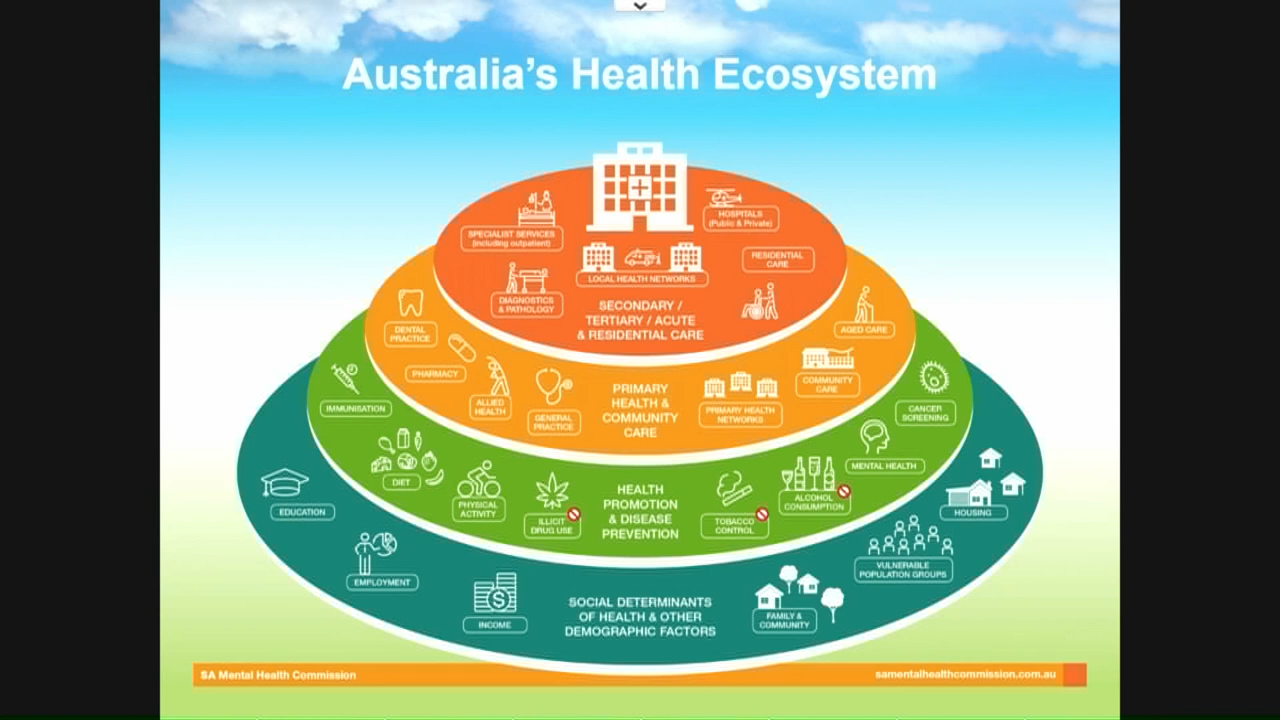 Australia's Health Ecosystem
HOSPITALS
(Public & Private)
SPECIALIST SERVICES
(including outpatient)
RESIDENTIAL
CARE
LOCAL HEALTH NETWORKS
DIAGNOSTICS
& PATHOLOGY
SECONDARY /
TERTIARY / ACUTE
& RESIDENTIAL CARE
DENTAL
PRACTICE
AGED CARE
PHARMACY
COMMUNITY
CARE
ALLIED
HEALTH
GENERAL
PRACTICE
PRIMARY
HEALTH &
COMMUNITY
CARE
PRIMARY HEALTH
NETWORKS
IMMUNISATION
CANCER
SCREENING
DIET
MENTAL HEALTH
PHYSICAL
ACTIVITY
ILLICIT
DRUG USE
HEALTH
PROMOTION
& DISEASE
PREVENTION
TOBACCO
CONTROL
ALCOHOL
CONSUMPTION
EDUCATION
HOUSING
EMPLOYMENT
VULNERABLE
POPULATION GROUPS
INCOME
SOCIAL DETERMINANTS
OF HEALTH & OTHER
DEMOGRAPHIC FACTORS
FAMILY &
COMMUNITY
SA Mental Health Commission
samentalhealthcommission.com.au